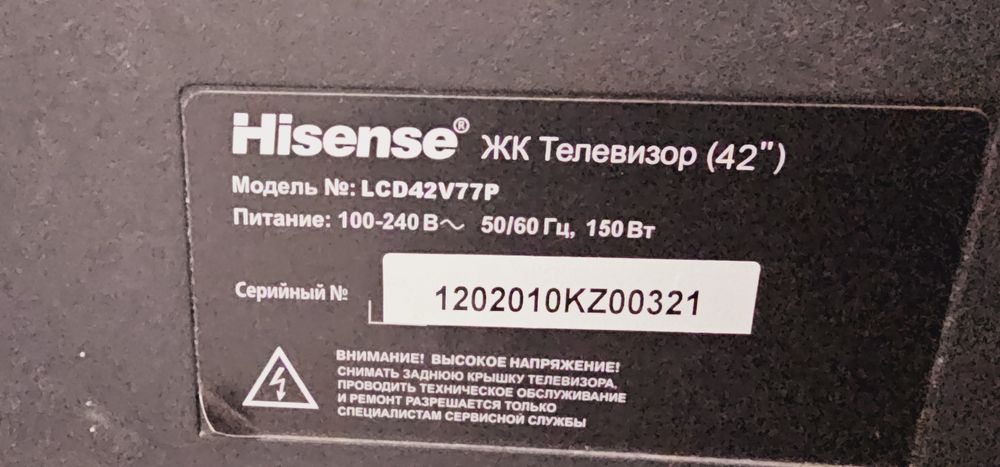 Hisense® ЖК Телевизор (42")
Модель №: LCD42V77P
Питание: 100-240 В~ 50/60 Гц, 150 Вт
Серийный № 1202010KZ00321
ВНИМАНИЕ! ВЫСОКОЕ НАПРЯЖЕНИЕ!
СНИМАТЬ ЗАДНЮЮ КРЫШКУ ТЕЛЕВИЗОРА,
ПРОВОДИТЬ ТЕХНИЧЕСКОЕ ОБСЛУЖИВАНИЕ
И РЕМОНТ РАЗРЕШАЕТСЯ ТОЛЬКО
СПЕЦИАЛИСТАМ СЕРВИСНОЙ СЛУЖБЫ